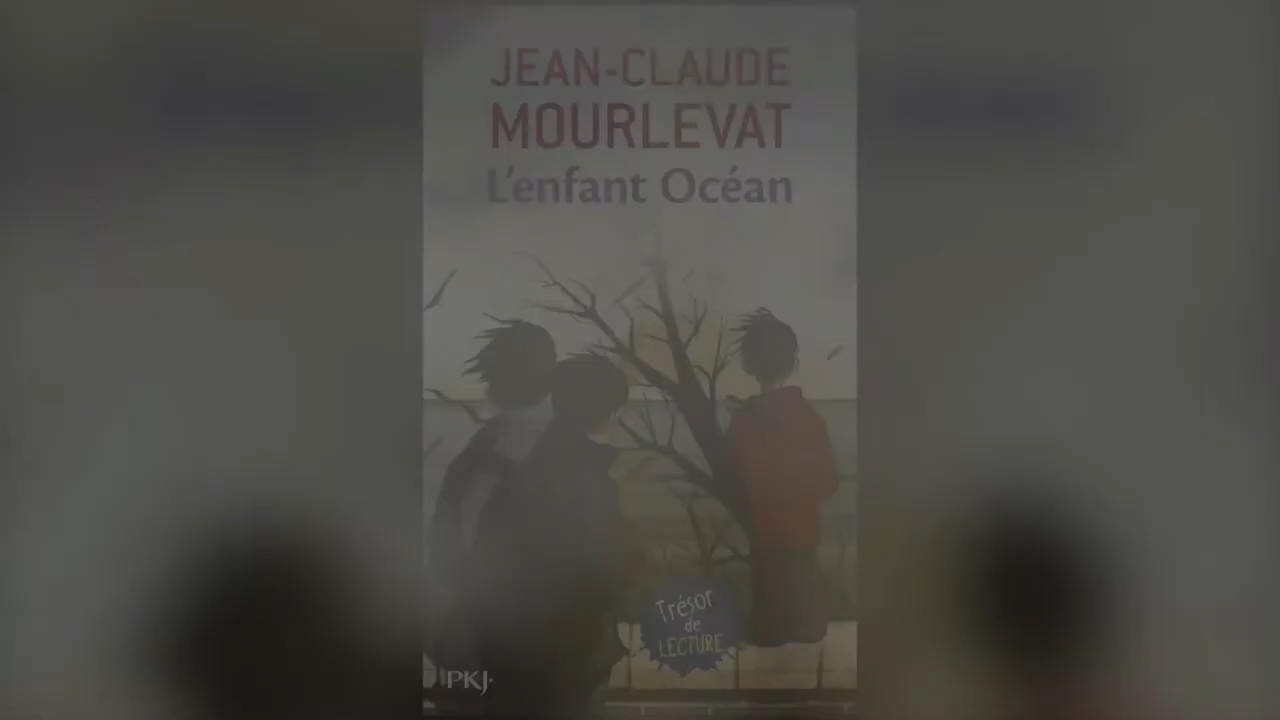 JEAN-CLAUDE
MOURLEVAT
L'enfant Océan
Trésor
de
LECTURE
PKJ.